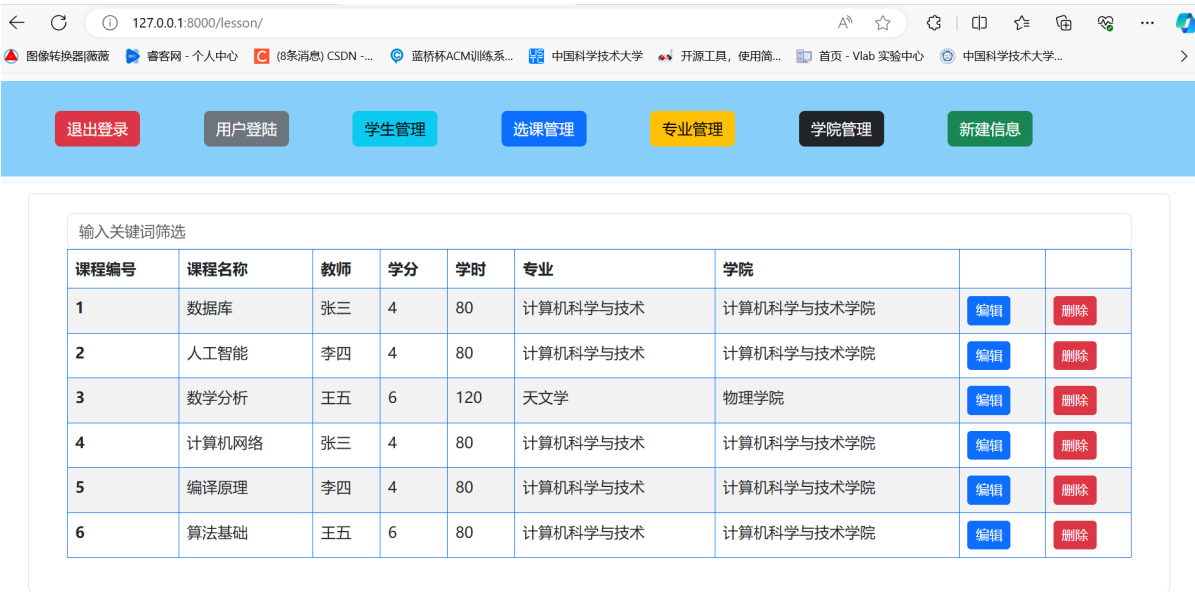 127.0.0.1:8000/lesson/
图像转换器|薇薇 睿客网 - 个人中心 (8条消息) CSDN -... 蓝桥杯ACM训练系... 中国科学技术大学 开源工具，使用简... 首页 - Vlab 实验中心 中国科学技术大学...
退出登录 用户登陆 学生管理 选课管理 专业管理 学院管理 新建信息
输入关键词筛选
课程编号 课程名称 教师 学分 学时 专业 学院
1 数据库 张三 4 80 计算机科学与技术 计算机科学与技术学院 编辑 删除
2 人工智能 李四 4 80 计算机科学与技术 计算机科学与技术学院 编辑 删除
3 数学分析 王五 6 120 天文学 物理学院 编辑 删除
4 计算机网络 张三 4 80 计算机科学与技术 计算机科学与技术学院 编辑 删除
5 编译原理 李四 4 80 计算机科学与技术 计算机科学与技术学院 编辑 删除
6 算法基础 王五 6 80 计算机科学与技术 计算机科学与技术学院 编辑 删除